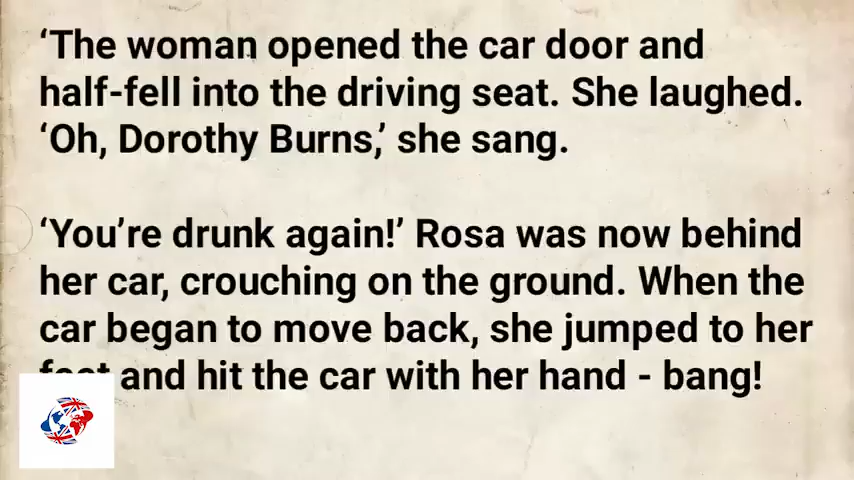 ‘The woman opened the car door and
half-fell into the driving seat. She laughed.
‘Oh, Dorothy Burns,’ she sang.
‘You’re drunk again!’ Rosa was now behind
her car, crouching on the ground. When the
car began to move back, she jumped to her
and hit the car with her hand - bang!